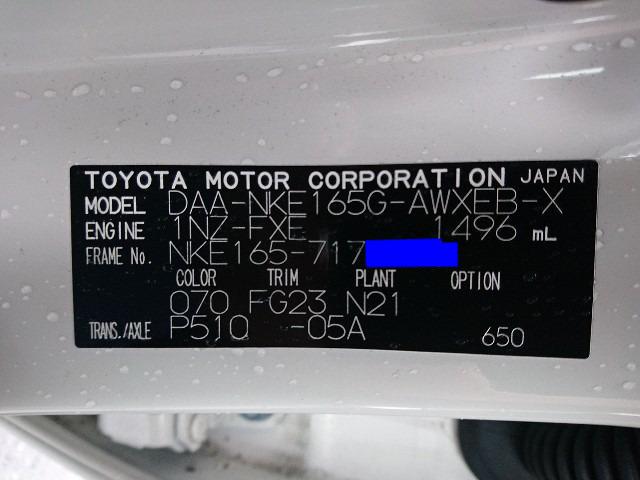 TOYOTA MOTOR CORPORATION JAPAN
MODEL DAA-NKE165G-AWXEB-X
ENGINE 1NZ-FXE 1496 mL
FRAME No. NKE165-717
COLOR TRIM PLANT OPTION
070 FG23 N21
TRANS./AXLE P510 -05A 650